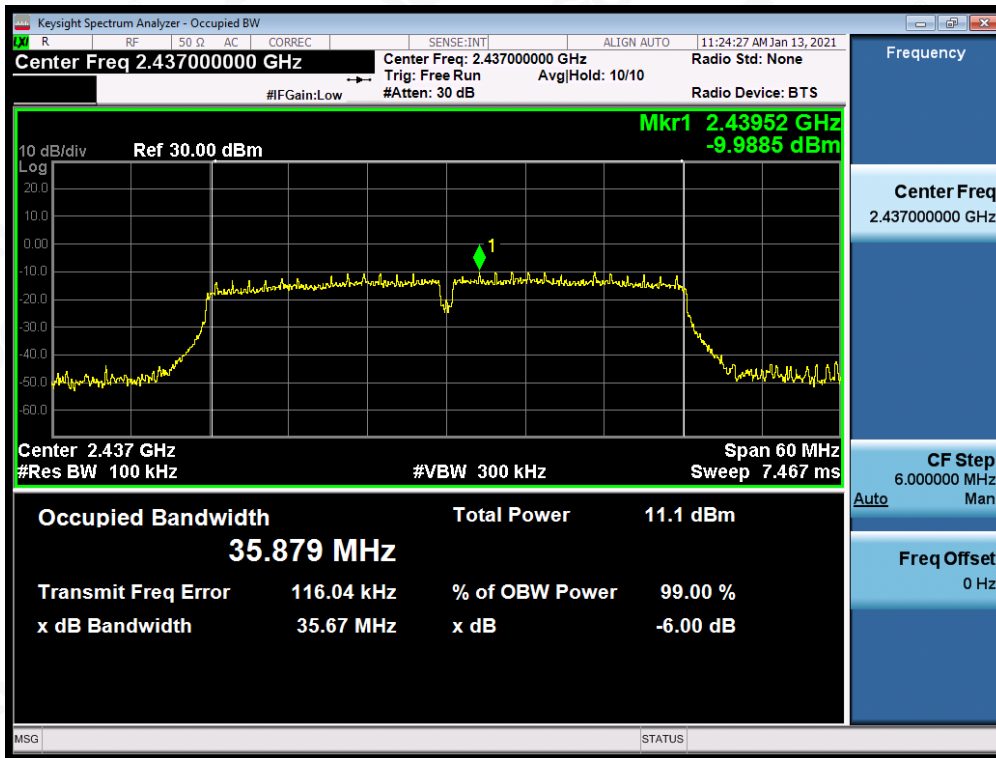 Keysight Spectrum Analyzer - Occupied BW
LXI R RF 50 Ω AC CORREC SENSE:INT ALIGN AUTO 11:24:27 AM Jan 13, 2021
Center Freq 2.437000000 GHz
Center Freq: 2.437000000 GHz
Radio Std: None
Trig: Free Run Avg|Hold: 10/10
#IFGain:Low
#Atten: 30 dB
Radio Device: BTS
Mkr1 2.43952 GHz
-9.9885 dBm
10 dB/div Ref 30.00 dBm
Log
20.0
10.0
0.00
-10.0
-20.0
-30.0
-40.0
-50.0
-60.0
1
Center 2.437 GHz Span 60 MHz
#Res BW 100 kHz #VBW 300 kHz Sweep 7.467 ms
Occupied Bandwidth Total Power 11.1 dBm
35.879 MHz
Transmit Freq Error 116.04 kHz % of OBW Power 99.00 %
x dB Bandwidth 35.67 MHz x dB -6.00 dB
MSG STATUS
Frequency
Center Freq
2.437000000 GHz
CF Step
6.000000 MHz
Auto Man
Freq Offset
0 Hz